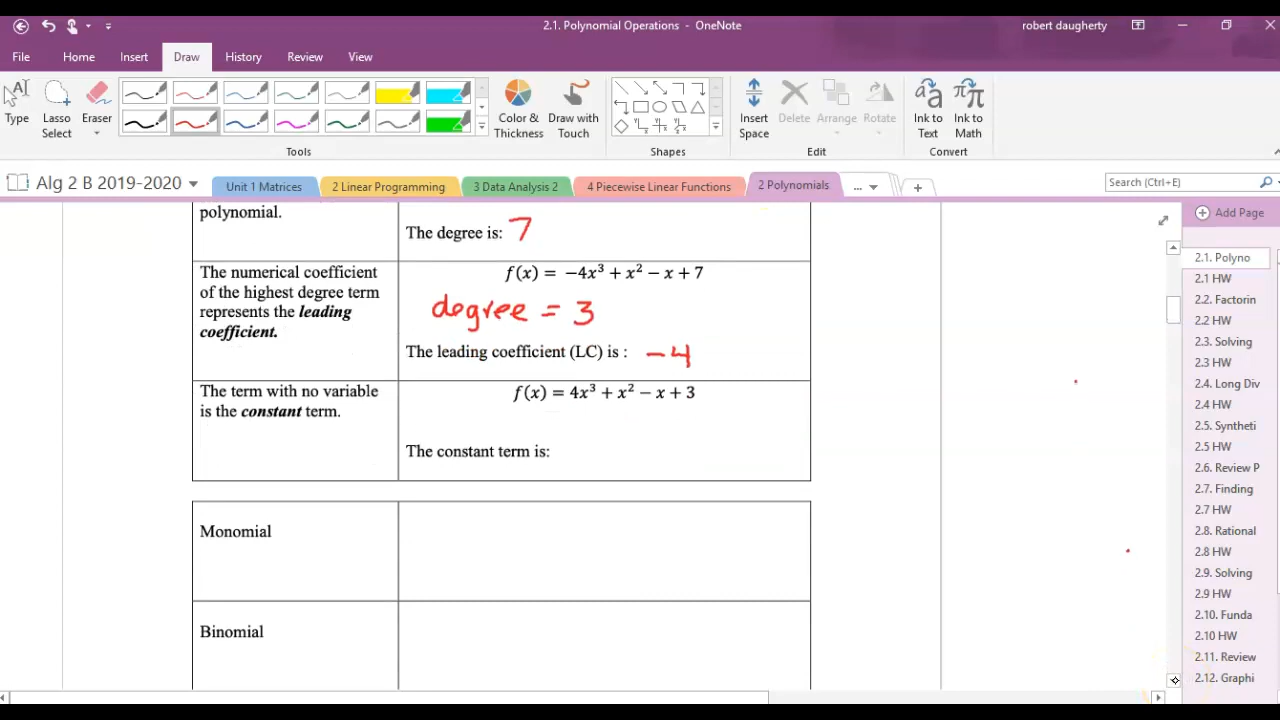 2.1. Polynomial Operations - OneNote
robert daugherty
File
Home
Insert
Draw
History
Review
View
Type
Lasso Select
Eraser
Color & Thickness
Draw with Touch
Insert Space
Delete
Arrange
Rotate
Ink to Text
Ink to Math
Tools
Shapes
Edit
Convert
Alg 2 B 2019-2020
Unit 1 Matrices
2 Linear Programming
3 Data Analysis 2
4 Piecewise Linear Functions
2 Polynomials
...
Search (Ctrl+E)
Add Page
polynomial.
The degree is: 7
The numerical coefficient
of the highest degree term
represents the leading
coefficient.
f(x) = −4x³ + x² − x + 7
degree = 3
The leading coefficient (LC) is : −4
The term with no variable
is the constant term.
f(x) = 4x³ + x² − x + 3
The constant term is:
Monomial
Binomial
2.1. Polyno
2.1 HW
2.2. Factorin
2.2 HW
2.3. Solving
2.3 HW
2.4. Long Div
2.4 HW
2.5. Syntheti
2.5 HW
2.6. Review P
2.7. Finding
2.7 HW
2.8. Rational
2.8 HW
2.9. Solving
2.9 HW
2.10. Funda
2.10 HW
2.11. Review
2.12. Graphi